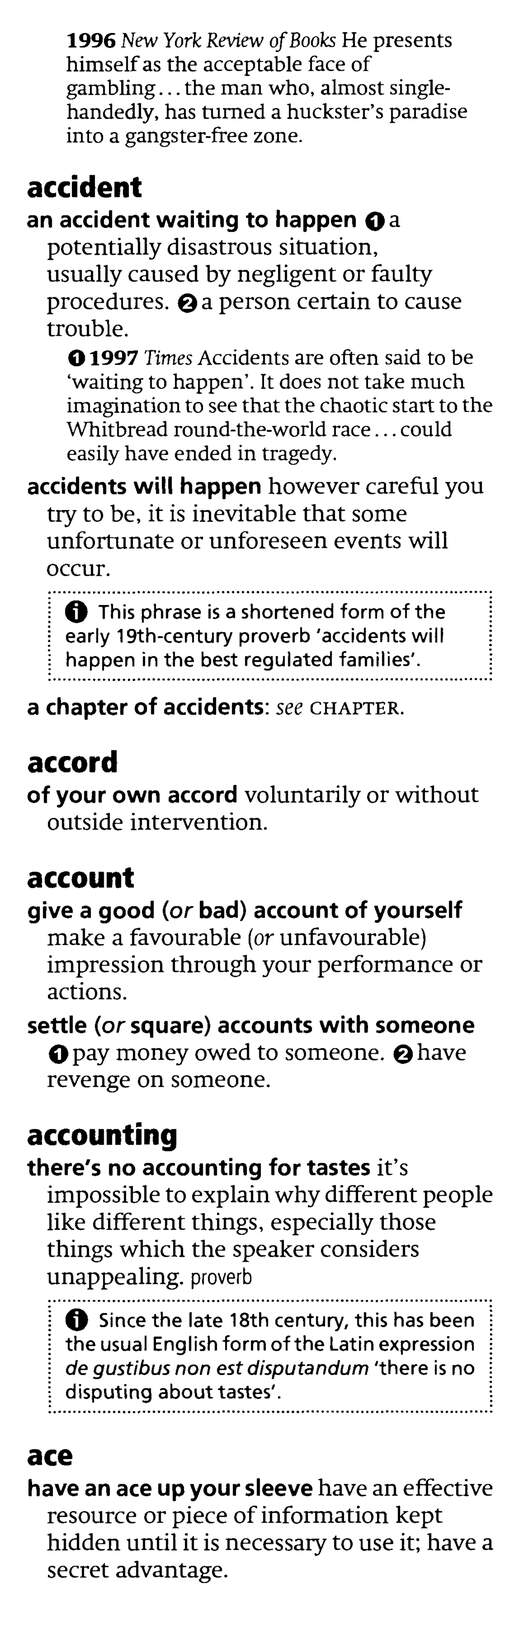 1996 New York Review of Books He presents
himself as the acceptable face of
gambling...the man who, almost single-
handedly, has turned a huckster's paradise
into a gangster-free zone.
accident
an accident waiting to happen ❶ a
potentially disastrous situation,
usually caused by negligent or faulty
procedures. ❷ a person certain to cause
trouble.
❶ 1997 Times Accidents are often said to be
'waiting to happen'. It does not take much
imagination to see that the chaotic start to the
Whitbread round-the-world race...could
easily have ended in tragedy.
accidents will happen however careful you
try to be, it is inevitable that some
unfortunate or unforeseen events will
occur.
i This phrase is a shortened form of the
early 19th-century proverb 'accidents will
happen in the best regulated families'.
a chapter of accidents: see CHAPTER.
accord
of your own accord voluntarily or without
outside intervention.
account
give a good (or bad) account of yourself
make a favourable (or unfavourable)
impression through your performance or
actions.
settle (or square) accounts with someone
❶ pay money owed to someone. ❷ have
revenge on someone.
accounting
there's no accounting for tastes it's
impossible to explain why different people
like different things, especially those
things which the speaker considers
unappealing. proverb
i Since the late 18th century, this has been
the usual English form of the Latin expression
de gustibus non est disputandum 'there is no
disputing about tastes'.
ace
have an ace up your sleeve have an effective
resource or piece of information kept
hidden until it is necessary to use it; have a
secret advantage.